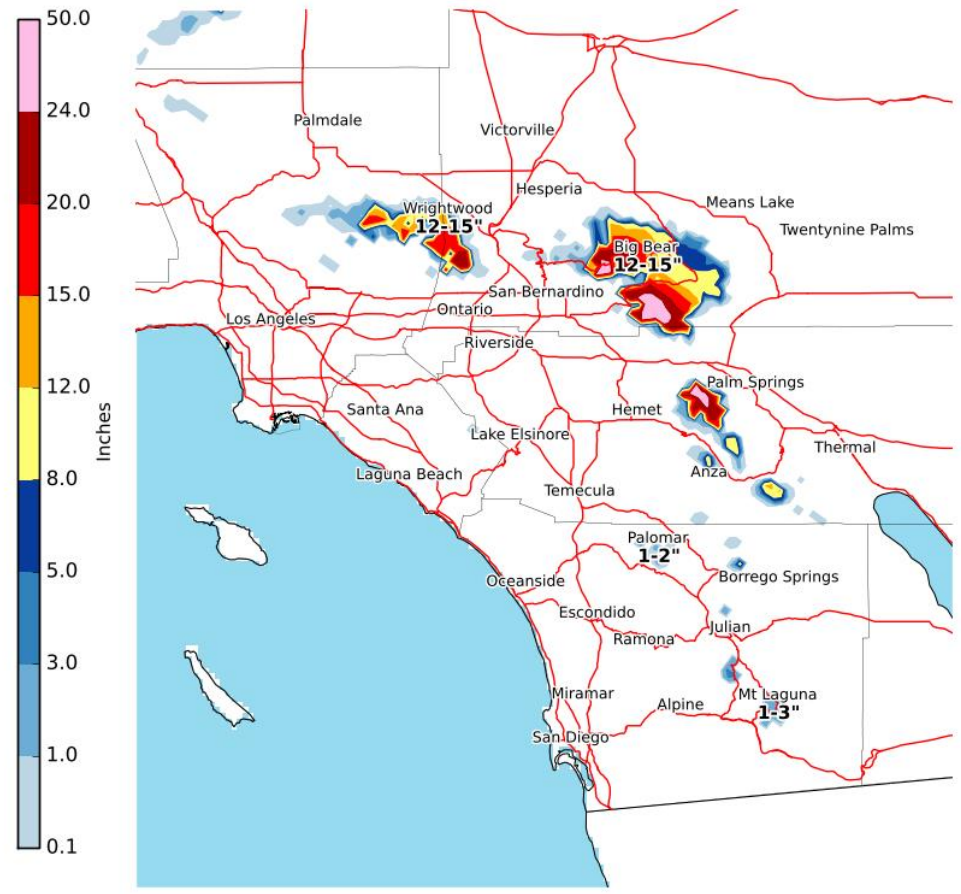 50.0
24.0
20.0
15.0
12.0
8.0
5.0
3.0
1.0
0.1
Inches
Palmdale
Victorville
Hesperia
Wrightwood
12-15"
Means Lake
Twentynine Palms
Big Bear
12-15"
San Bernardino
Ontario
Los Angeles
Riverside
Palm Springs
Santa Ana
Hemet
Lake Elsinore
Thermal
Laguna Beach
Anza
Temecula
Palomar
1-2"
Oceanside
Borrego Springs
Escondido
Julian
Ramona
Miramar
Mt Laguna
1-3"
Alpine
San Diego